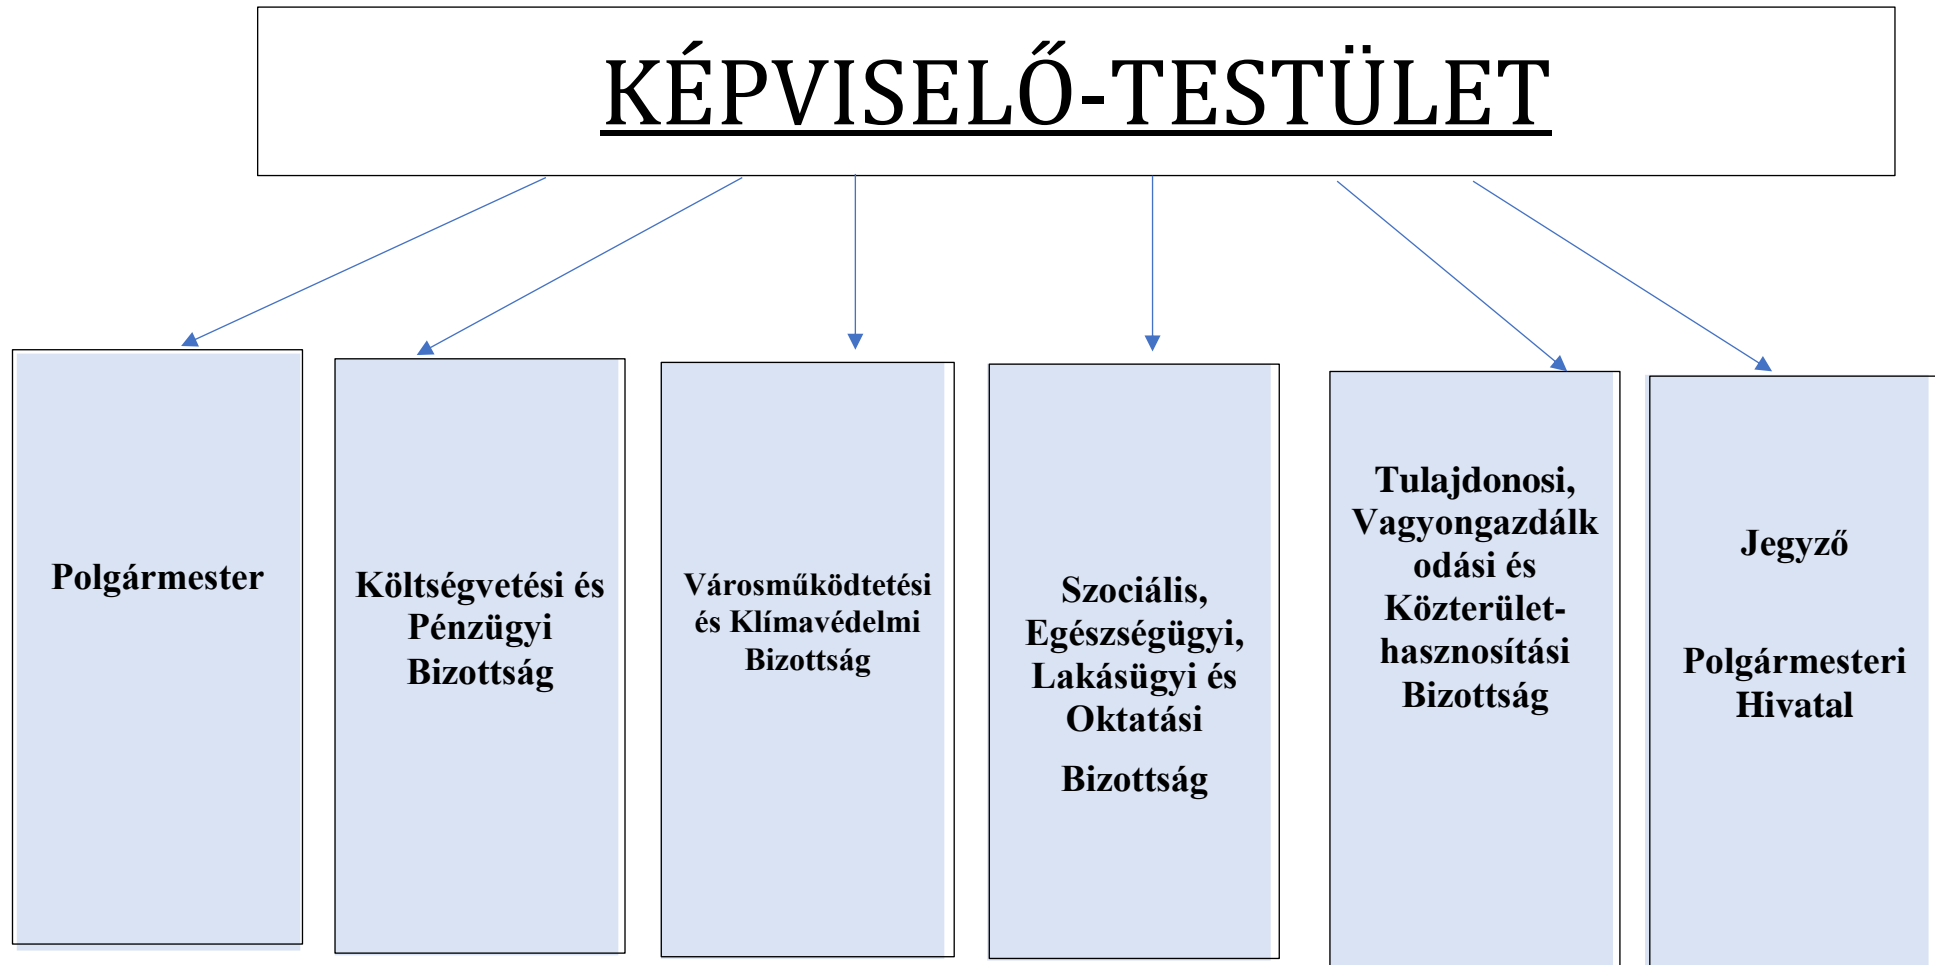 KÉPVISELŐ-TESTÜLET
Polgármester
Költségvetési és
Pénzügyi
Bizottság
Városműködtetési
és Klímavédelmi
Bizottság
Szociális,
Egészségügyi,
Lakásügyi és
Oktatási
Bizottság
Tulajdonosi,
Vagyongazdálk
odási és
Közterület-
hasznosítási
Bizottság
Jegyző
Polgármesteri
Hivatal